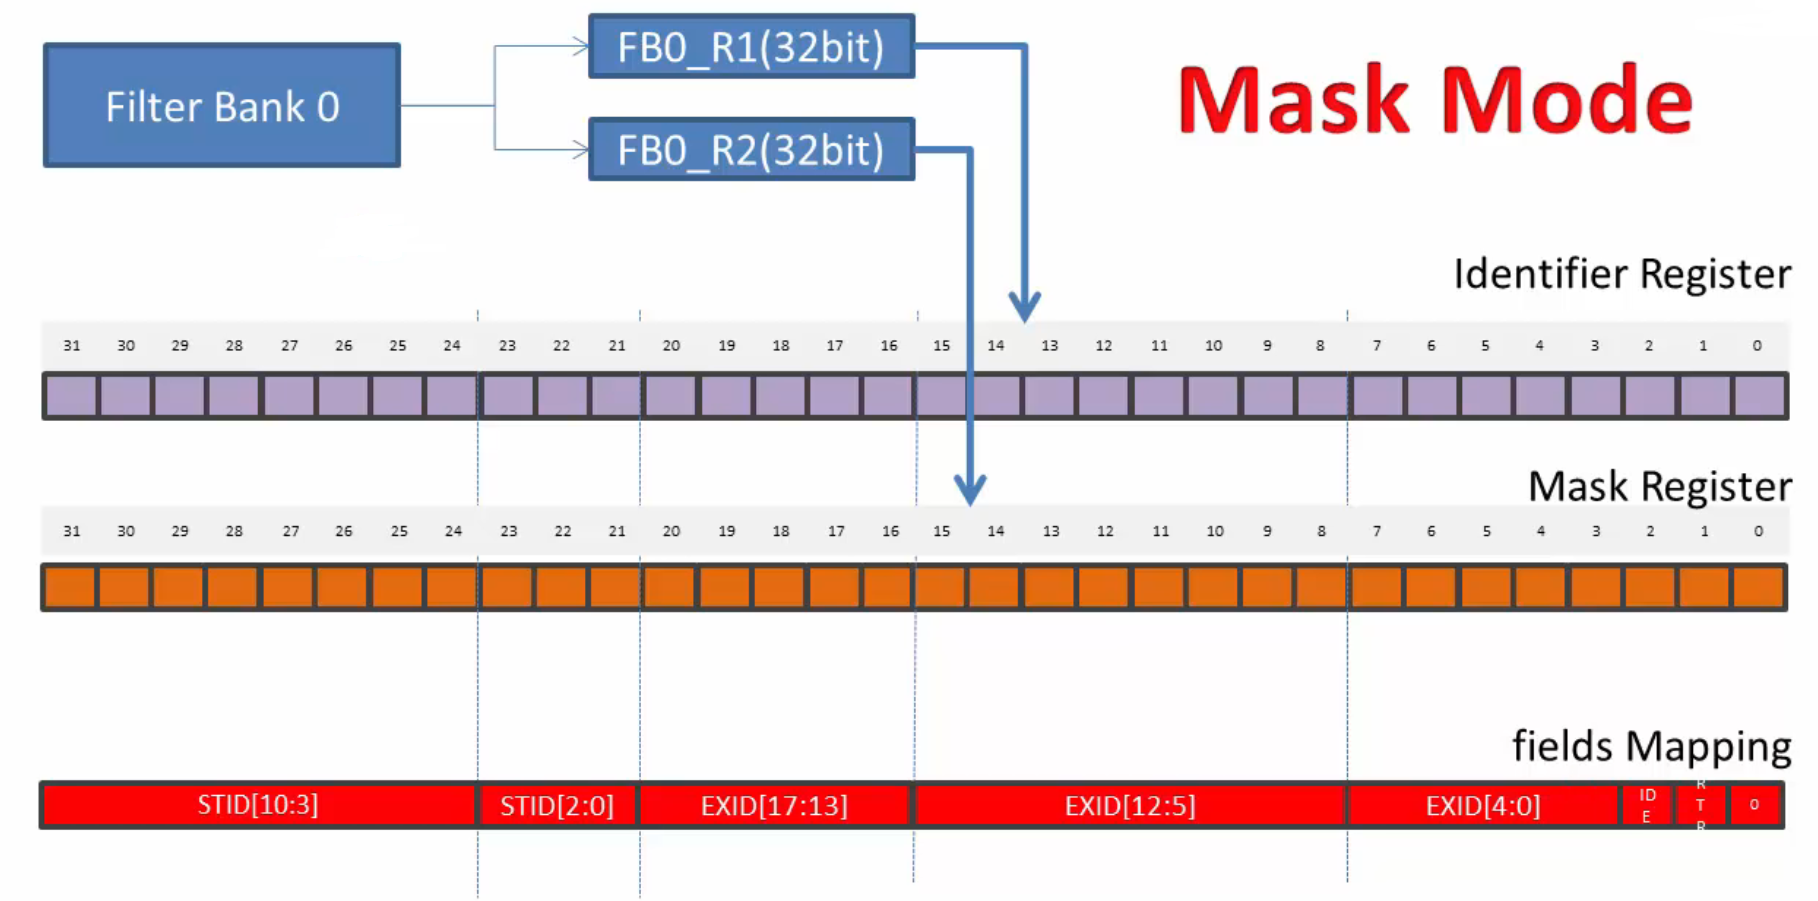 Filter Bank 0
FB0_R1(32bit)
FB0_R2(32bit)
Mask Mode
Identifier Register
31 30 29 28 27 26 25 24 23 22 21 20 19 18 17 16 15 14 13 12 11 10 9 8 7 6 5 4 3 2 1 0
Mask Register
31 30 29 28 27 26 25 24 23 22 21 20 19 18 17 16 15 14 13 12 11 10 9 8 7 6 5 4 3 2 1 0
fields Mapping
STID[10:3] STID[2:0] EXID[17:13] EXID[12:5] EXID[4:0] IDE RTR 0